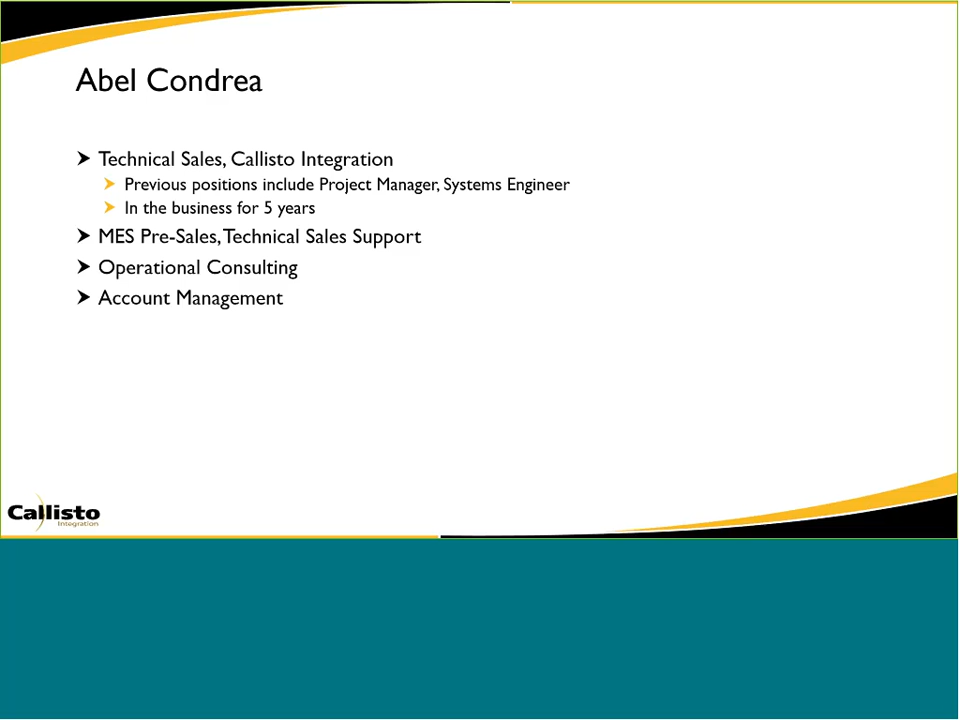 Abel Condrea
Technical Sales, Callisto Integration
Previous positions include Project Manager, Systems Engineer
In the business for 5 years
MES Pre-Sales, Technical Sales Support
Operational Consulting
Account Management
Callisto
Integration